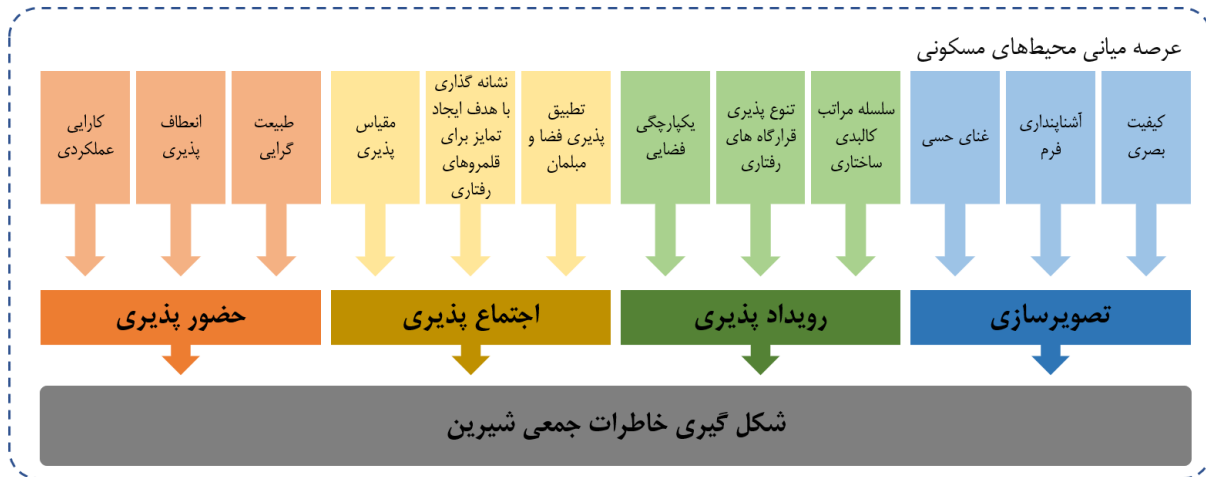 عرصه میانی محیط‌های مسکونی
کیفیت
بصری
آشناپنداری
فرم
غنای حسی
سلسله مراتب
کالبدی
ساختاری
تنوع پذیری
قرارگاه های
رفتاری
یکپارچگی
فضایی
تطبیق
پذیری فضا و
مبلمان
نشانه گذاری
با هدف ایجاد
تمایز برای
قلمروهای
رفتاری
مقیاس
پذیری
طبیعت
گرایی
انعطاف
پذیری
کارایی
عملکردی
تصویرسازی
رویداد پذیری
اجتماع پذیری
حضور پذیری
شکل گیری خاطرات جمعی شیرین